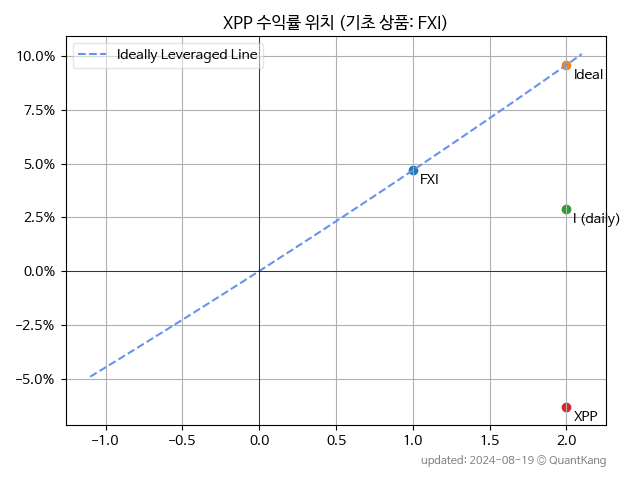 XPP 수익률 위치 (기초 상품: FXI)
Ideally Leveraged Line
10.0%
7.5%
5.0%
2.5%
0.0%
−2.5%
−5.0%
Ideal
FXI
I (daily)
XPP
−1.0 −0.5 0.0 0.5 1.0 1.5 2.0
updated: 2024-08-19 © QuantKang